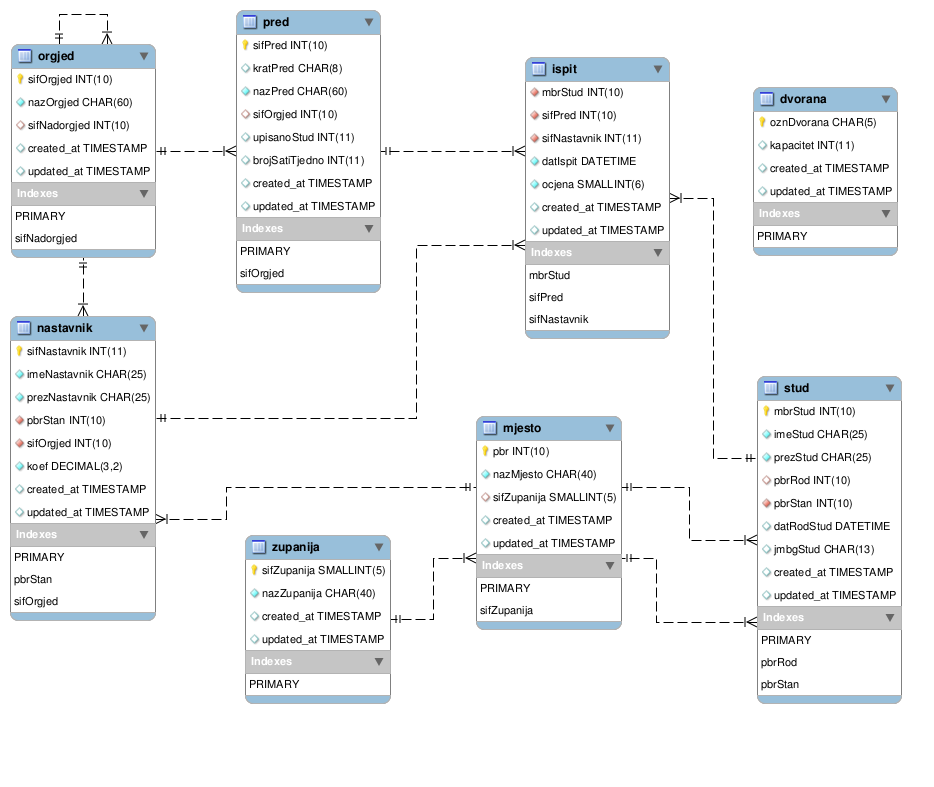 orgjed
sifOrgjed INT(10)
nazOrgjed CHAR(60)
sifNadorgjed INT(10)
created_at TIMESTAMP
updated_at TIMESTAMP
Indexes
PRIMARY
sifNadorgjed
pred
sifPred INT(10)
kratPred CHAR(8)
nazPred CHAR(60)
sifOrgjed INT(10)
upisanoStud INT(11)
brojSatiTjedno INT(11)
created_at TIMESTAMP
updated_at TIMESTAMP
Indexes
PRIMARY
sifOrgjed
ispit
mbrStud INT(10)
sifPred INT(10)
sifNastavnik INT(11)
datIspit DATETIME
ocjena SMALLINT(6)
created_at TIMESTAMP
updated_at TIMESTAMP
Indexes
mbrStud
sifPred
sifNastavnik
dvorana
oznDvorana CHAR(5)
kapacitet INT(11)
created_at TIMESTAMP
updated_at TIMESTAMP
Indexes
PRIMARY
nastavnik
sifNastavnik INT(11)
imeNastavnik CHAR(25)
prezNastavnik CHAR(25)
pbrStan INT(10)
sifOrgjed INT(10)
koef DECIMAL(3,2)
created_at TIMESTAMP
updated_at TIMESTAMP
Indexes
PRIMARY
pbrStan
sifOrgjed
zupanija
sifZupanija SMALLINT(5)
nazZupanija CHAR(40)
created_at TIMESTAMP
updated_at TIMESTAMP
Indexes
PRIMARY
mjesto
pbr INT(10)
nazMjesto CHAR(40)
sifZupanija SMALLINT(5)
created_at TIMESTAMP
updated_at TIMESTAMP
Indexes
PRIMARY
sifZupanija
stud
mbrStud INT(10)
imeStud CHAR(25)
prezStud CHAR(25)
pbrRod INT(10)
pbrStan INT(10)
datRodStud DATETIME
jmbgStud CHAR(13)
created_at TIMESTAMP
updated_at TIMESTAMP
Indexes
PRIMARY
pbrRod
pbrStan